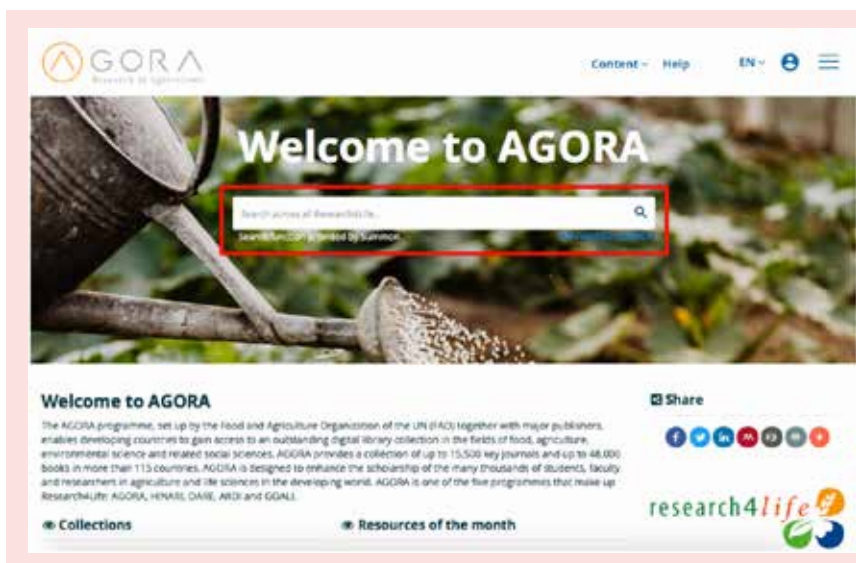 AGORA
Research in Agriculture
Content Help EN
Welcome to AGORA
Search across all Research4Life...
Search function provided by Summon.
Welcome to AGORA
The AGORA programme, set up by the Food and Agriculture Organization of the UN (FAO) together with major publishers,
enables developing countries to gain access to an outstanding digital library collection in the fields of food, agriculture,
environmental science and related social sciences. AGORA provides a collection of up to 15,500 key journals and up to 48,000
books in more than 115 countries. AGORA is designed to enhance the scholarship of the many thousands of students, faculty
and researchers in agriculture and life sciences in the developing world. AGORA is one of the five programmes that make up
Research4Life: AGORA, HINARI, OARE, ARDI and GOALI.
Share
research4life
Collections
Resources of the month